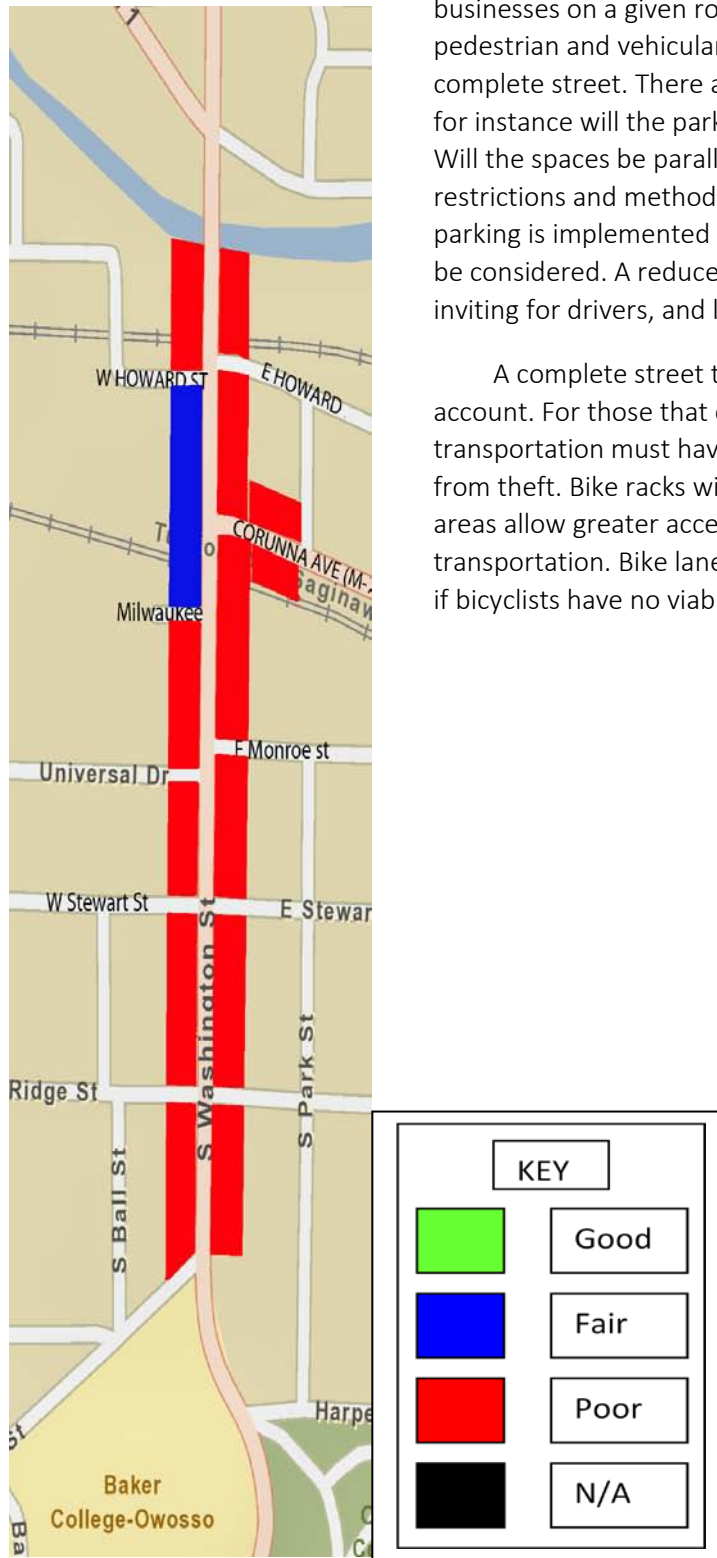 businesses on a given ro
pedestrian and vehicular
complete street. There a
for instance will the park
Will the spaces be parall
restrictions and method
parking is implemented
be considered. A reduce
inviting for drivers, and l
A complete street t
account. For those that
transportation must hav
from theft. Bike racks wi
areas allow greater acce
transportation. Bike lane
if bicyclists have no viab
1
W HOWARD ST
E HOWARD
CORUNNA AVE (M-
Saginaw
Milwaukee
E Monroe st
Universal Dr
W Stewart St
E Stewar
S Washington St
S Park St
Ridge St
S Ball St
St
Harpe
Baker
College-Owosso
Ba
KEY
Good
Fair
Poor
N/A